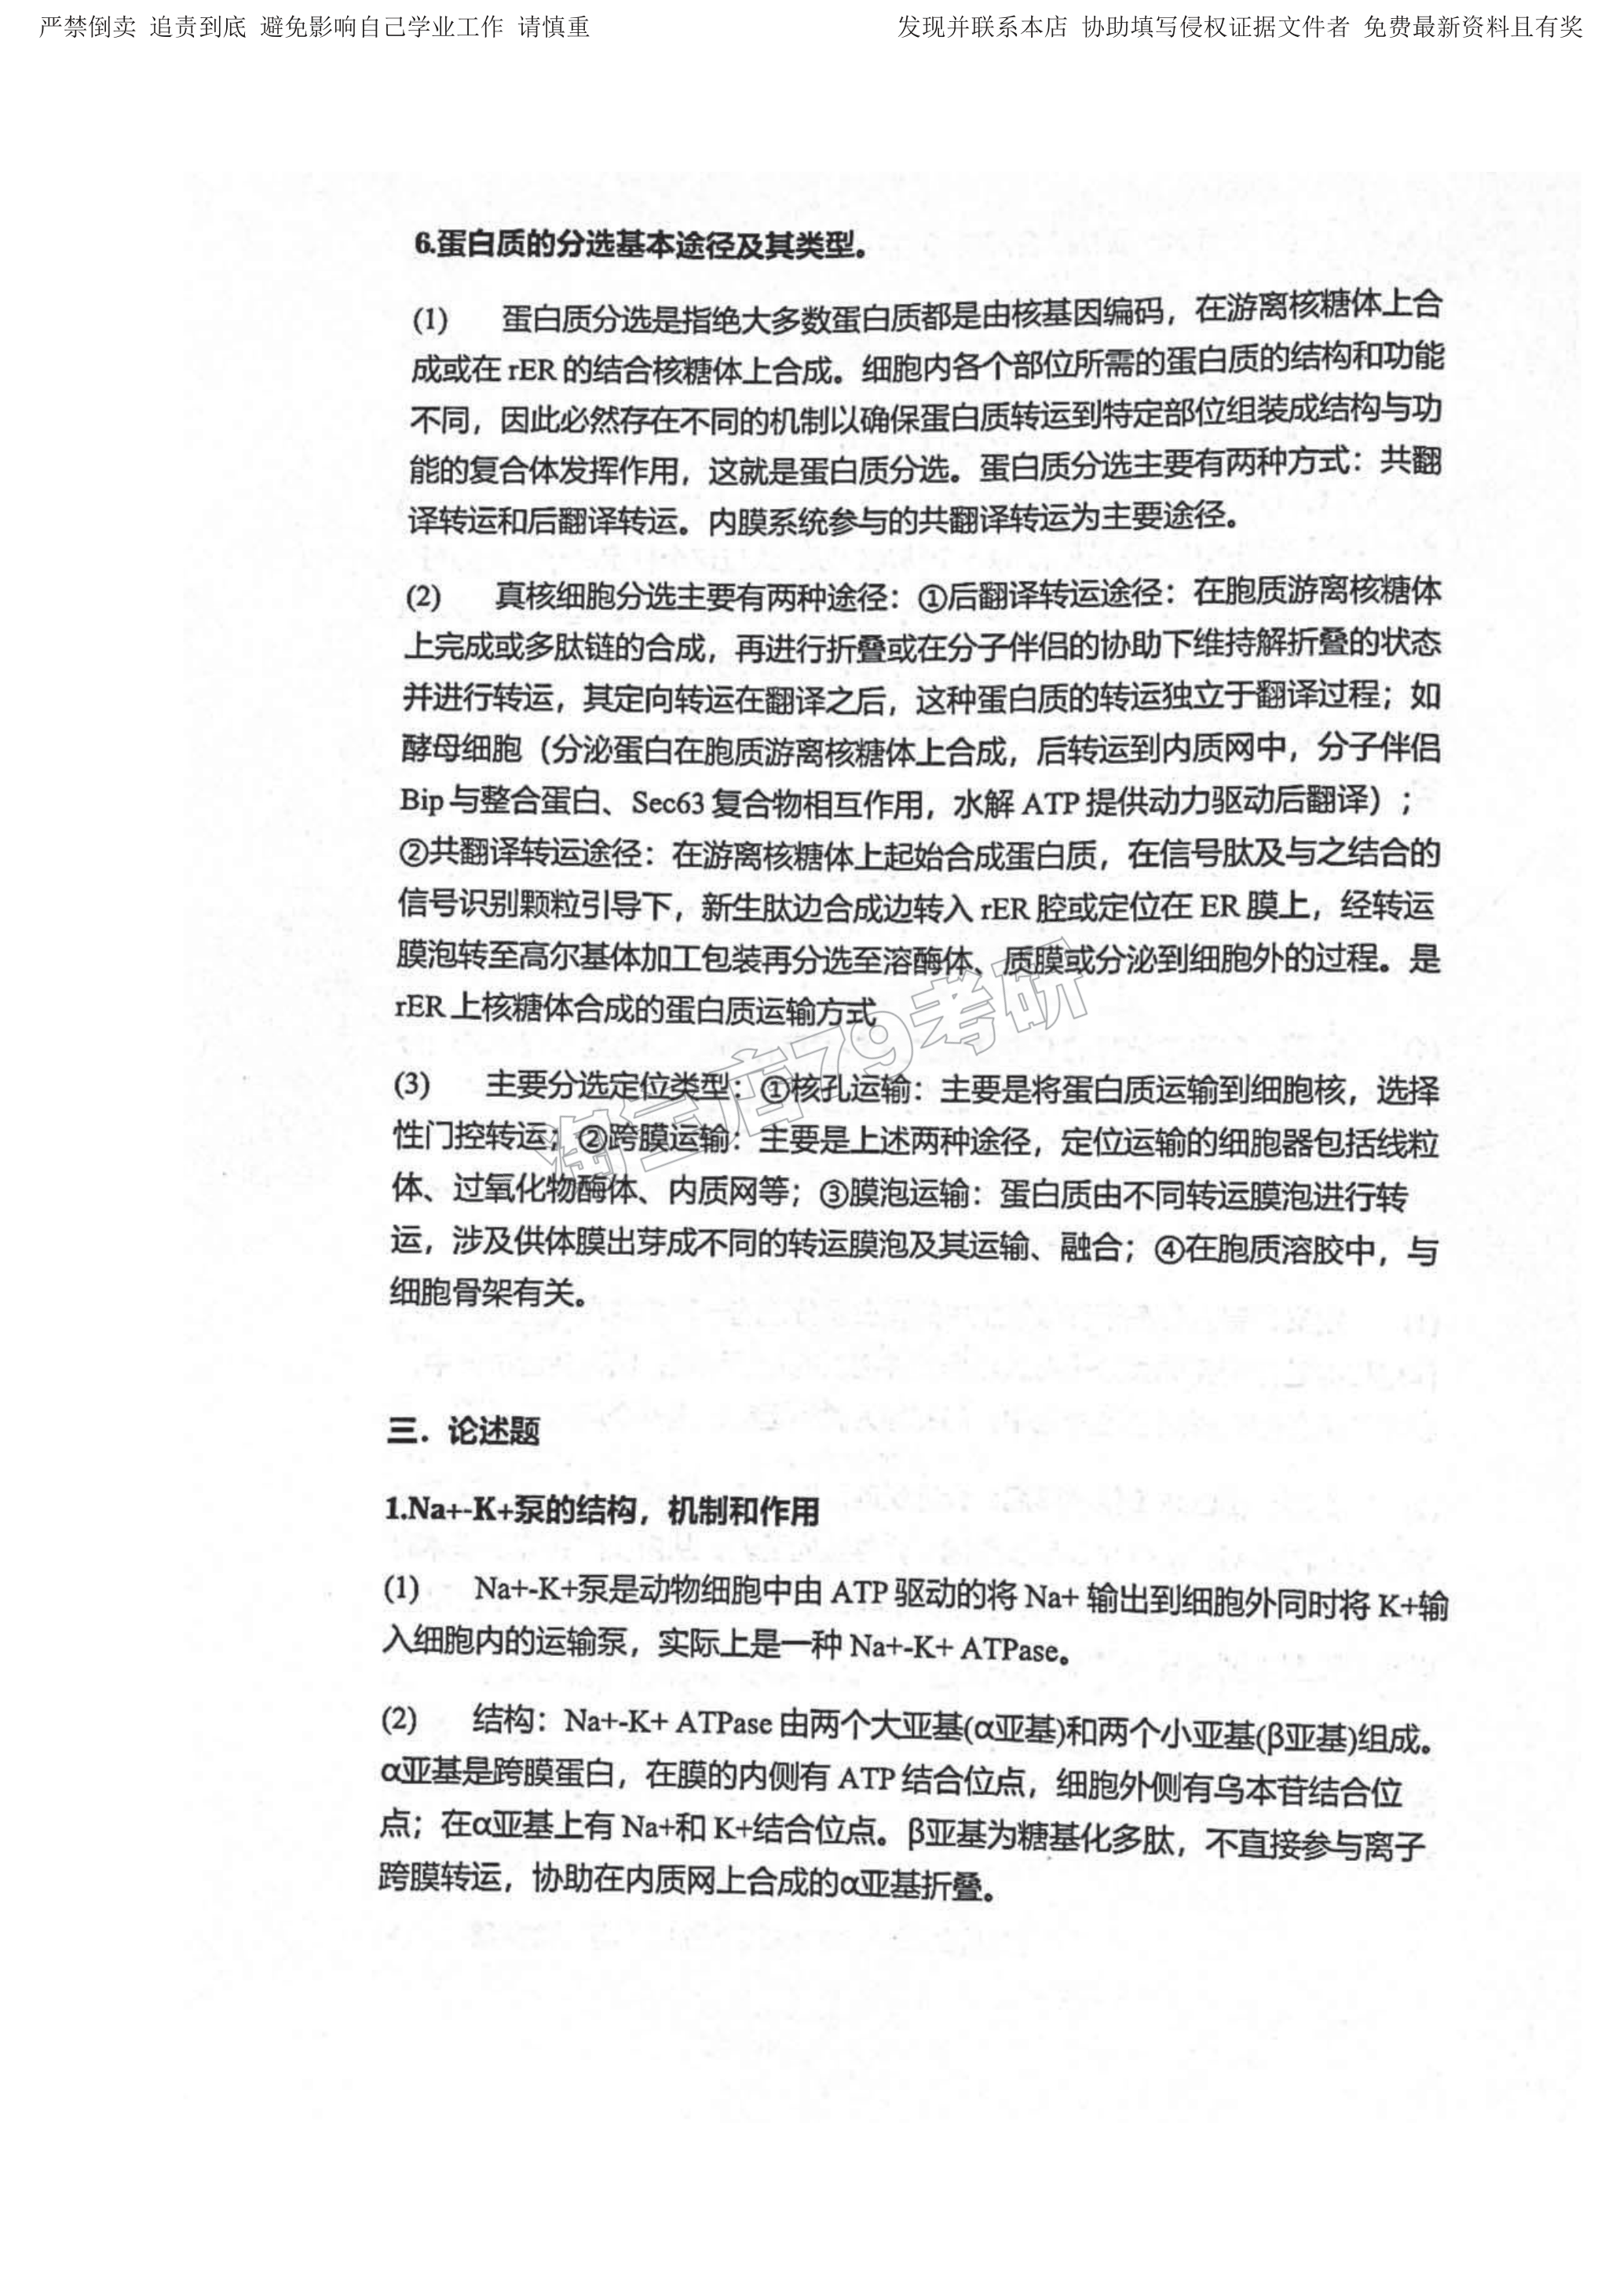 严禁倒卖 追责到底 避免影响自己学业工作 请慎重
发现并联系本店 协助填写侵权证据文件者 免费最新资料且有奖
6.蛋白质的分选基本途径及其类型。
(1) 蛋白质分选是指绝大多数蛋白质都是由核基因编码，在游离核糖体上合
成或在 rER 的结合核糖体上合成。细胞内各个部位所需的蛋白质的结构和功能
不同，因此必然存在不同的机制以确保蛋白质转运到特定部位组装成结构与功
能的复合体发挥作用，这就是蛋白质分选。蛋白质分选主要有两种方式：共翻
译转运和后翻译转运。内膜系统参与的共翻译转运为主要途径。
(2) 真核细胞分选主要有两种途径：①后翻译转运途径：在胞质游离核糖体
上完成或多肽链的合成，再进行折叠或在分子伴侣的协助下维持解折叠的状态
并进行转运，其定向转运在翻译之后，这种蛋白质的转运独立于翻译过程；如
酵母细胞（分泌蛋白在胞质游离核糖体上合成，后转运到内质网中，分子伴侣
Bip 与整合蛋白、Sec63 复合物相互作用，水解 ATP 提供动力驱动后翻译）；
②共翻译转运途径：在游离核糖体上起始合成蛋白质，在信号肽及与之结合的
信号识别颗粒引导下，新生肽边合成边转入 rER 腔或定位在 ER 膜上，经转运
膜泡转至高尔基体加工包装再分选至溶酶体、质膜或分泌到细胞外的过程。是
rER 上核糖体合成的蛋白质运输方式
(3) 主要分选定位类型：①核孔运输：主要是将蛋白质运输到细胞核，选择
性门控转运；②跨膜运输：主要是上述两种途径，定位运输的细胞器包括线粒
体、过氧化物酶体、内质网等；③膜泡运输：蛋白质由不同转运膜泡进行转
运，涉及供体膜出芽成不同的转运膜泡及其运输、融合；④在胞质溶胶中，与
细胞骨架有关。
淘宝店79考研
三．论述题
1.Na+-K+泵的结构，机制和作用
(1) Na+-K+泵是动物细胞中由 ATP 驱动的将 Na+ 输出到细胞外同时将 K+输
入细胞内的运输泵，实际上是一种 Na+-K+ ATPase。
(2) 结构：Na+-K+ ATPase 由两个大亚基(α亚基)和两个小亚基(β亚基)组成。
α亚基是跨膜蛋白，在膜的内侧有 ATP 结合位点，细胞外侧有乌本苷结合位
点；在α亚基上有 Na+和 K+结合位点。β亚基为糖基化多肽，不直接参与离子
跨膜转运，协助在内质网上合成的α亚基折叠。